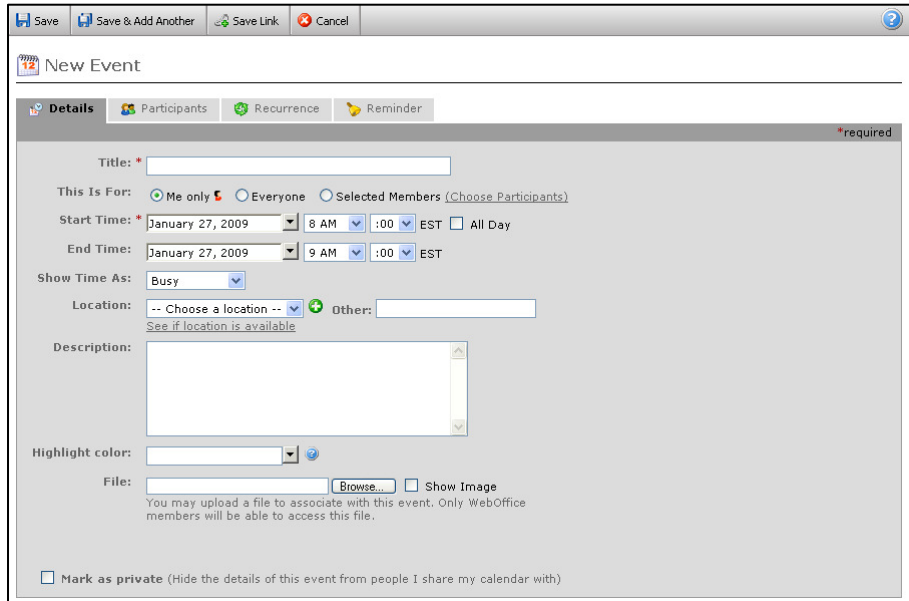 Save Save & Add Another Save Link Cancel ?
12 New Event
Details Participants Recurrence Reminder
*required
Title: *
This Is For: Me only Everyone Selected Members (Choose Participants)
Start Time: * January 27, 2009 8 AM :00 EST All Day
End Time: January 27, 2009 9 AM :00 EST
Show Time As: Busy
Location: -- Choose a location -- Other:
See if location is available
Description:
Highlight color: ?
File: Browse... Show Image
You may upload a file to associate with this event. Only WebOffice
members will be able to access this file.
Mark as private (Hide the details of this event from people I share my calendar with)